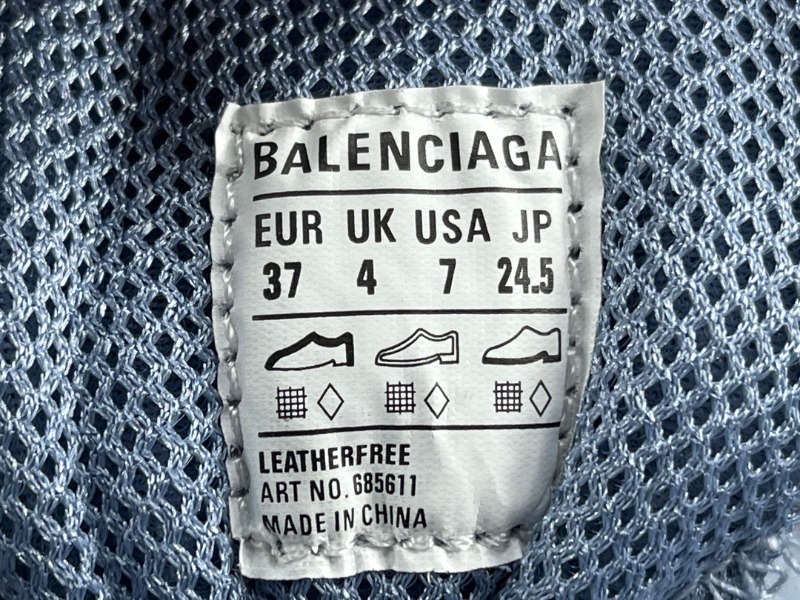 BALENCIAGA
EUR UK USA JP
37 4 7 24.5
LEATHERFREE
ART NO. 685611
MADE IN CHINA